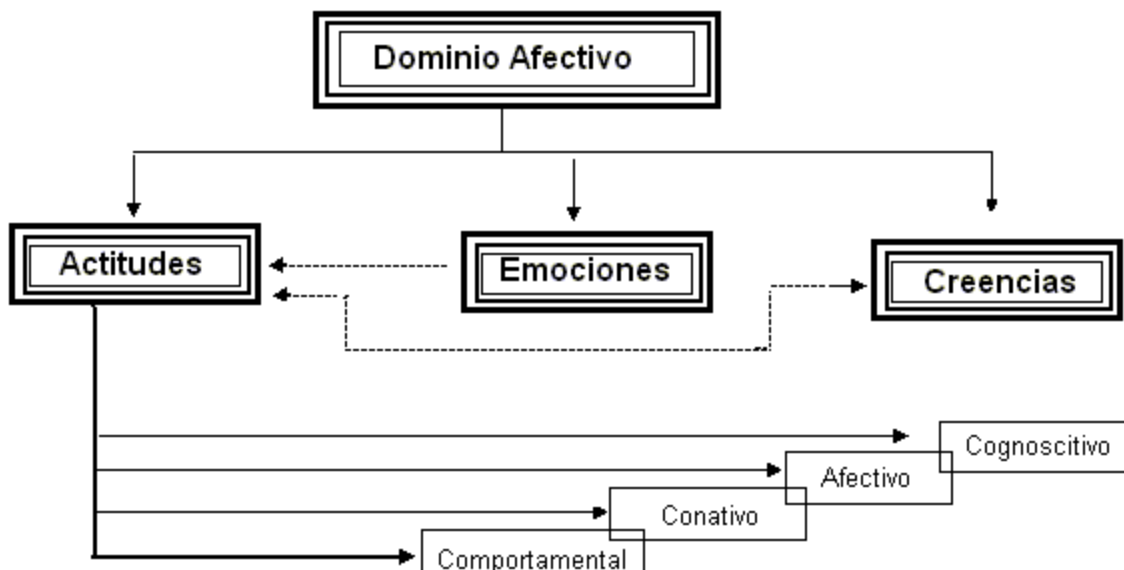 Dominio Afectivo
Actitudes
Emociones
Creencias
Cognoscitivo
Afectivo
Conativo
Comportamental